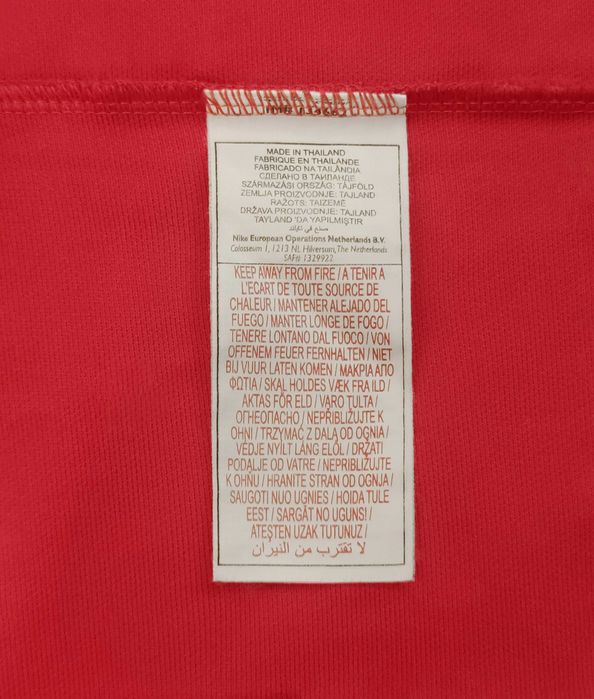 MADE IN THAILAND
FABRIQUE EN THAILANDE
FABRICADO NA TAILÂNDIA
СДЕЛАНО В ТАИЛАНДЕ
SZÁRMAZÁSI ORSZÁG: TÁJFÖLD
ZEMLJA PROIZVODNJE: TAJLAND
RAŽOTS: TAIZEMĒ
DRŽAVA PROIZVODNJE: TAJLAND
TAYLAND 'DA YAPILMIŞTIR
صنع في تايلاند
Nike European Operations Netherlands B.V.
Colosseum 1, 1213 NL Hilversum, The Netherlands
SAP# 1329922
KEEP AWAY FROM FIRE / A TENIR A
L'ECART DE TOUTE SOURCE DE
CHALEUR / MANTENER ALEJADO DEL
FUEGO / MANTER LONGE DE FOGO /
TENERE LONTANO DAL FUOCO / VON
OFFENEM FEUER FERNHALTEN / NIET
BIJ VUUR LATEN KOMEN / ΜΑΚΡΙΑ ΑΠΟ
ΦΩΤΙΑ / SKAL HOLDES VÆK FRA ILD /
AKTAS FÖR ELD / VARO TULTA /
ОГНЕОПАСНО / NEPŘIBLIŽUJTE K
OHNI / TRZYMAĆ Z DALA OD OGNIA /
VÉDJE NYÍLT LÁNG ELŐL / DRŽATI
PODALJE OD VATRE / NEPRIBLIŽUJTE
K OHŇU / HRANITE STRAN OD OGNJA /
SAUGOTI NUO UGNIES / HOIDA TULE
EEST / SARGĀT NO UGUNS! /
ATEŞTEN UZAK TUTUNUZ /
لا تقترب من النيران